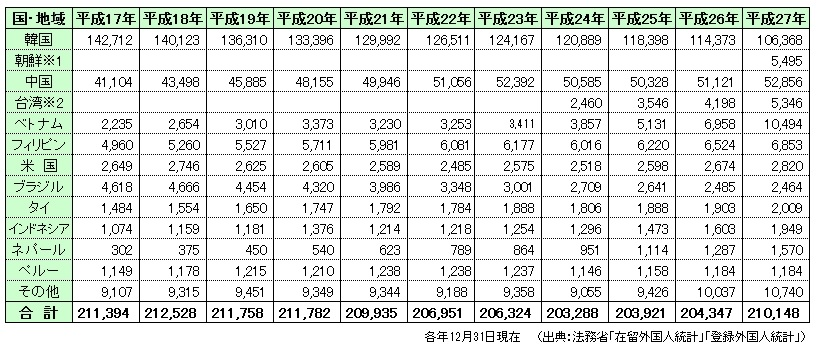 国・地域 平成17年 平成18年 平成19年 平成20年 平成21年 平成22年 平成23年 平成24年 平成25年 平成26年 平成27年
韓国 142,712 140,123 136,310 133,396 129,992 126,511 124,167 120,889 118,398 114,373 106,368
朝鮮※1 5,495
中国 41,104 43,498 45,885 48,155 49,946 51,056 52,392 50,585 50,328 51,121 52,856
台湾※2 2,460 3,546 4,198 5,346
ベトナム 2,235 2,654 3,010 3,373 3,230 3,253 3,411 3,857 5,131 6,958 10,494
フィリピン 4,960 5,260 5,527 5,711 5,981 6,081 6,177 6,016 6,220 6,524 6,853
米国 2,649 2,746 2,625 2,605 2,589 2,485 2,575 2,518 2,598 2,674 2,820
ブラジル 4,618 4,666 4,454 4,320 3,986 3,348 3,001 2,709 2,641 2,485 2,464
タイ 1,484 1,554 1,650 1,747 1,792 1,784 1,888 1,806 1,888 1,903 2,009
インドネシア 1,074 1,159 1,181 1,376 1,214 1,218 1,254 1,296 1,473 1,603 1,949
ネパール 302 375 450 540 623 789 864 951 1,114 1,287 1,570
ペルー 1,149 1,178 1,215 1,210 1,238 1,238 1,237 1,146 1,158 1,184 1,184
その他 9,107 9,315 9,451 9,349 9,344 9,188 9,358 9,055 9,426 10,037 10,740
合計 211,394 212,528 211,758 211,782 209,935 206,951 206,324 203,288 203,921 204,347 210,148
各年12月31日現在 （出典:法務省「在留外国人統計」「登録外国人統計」）